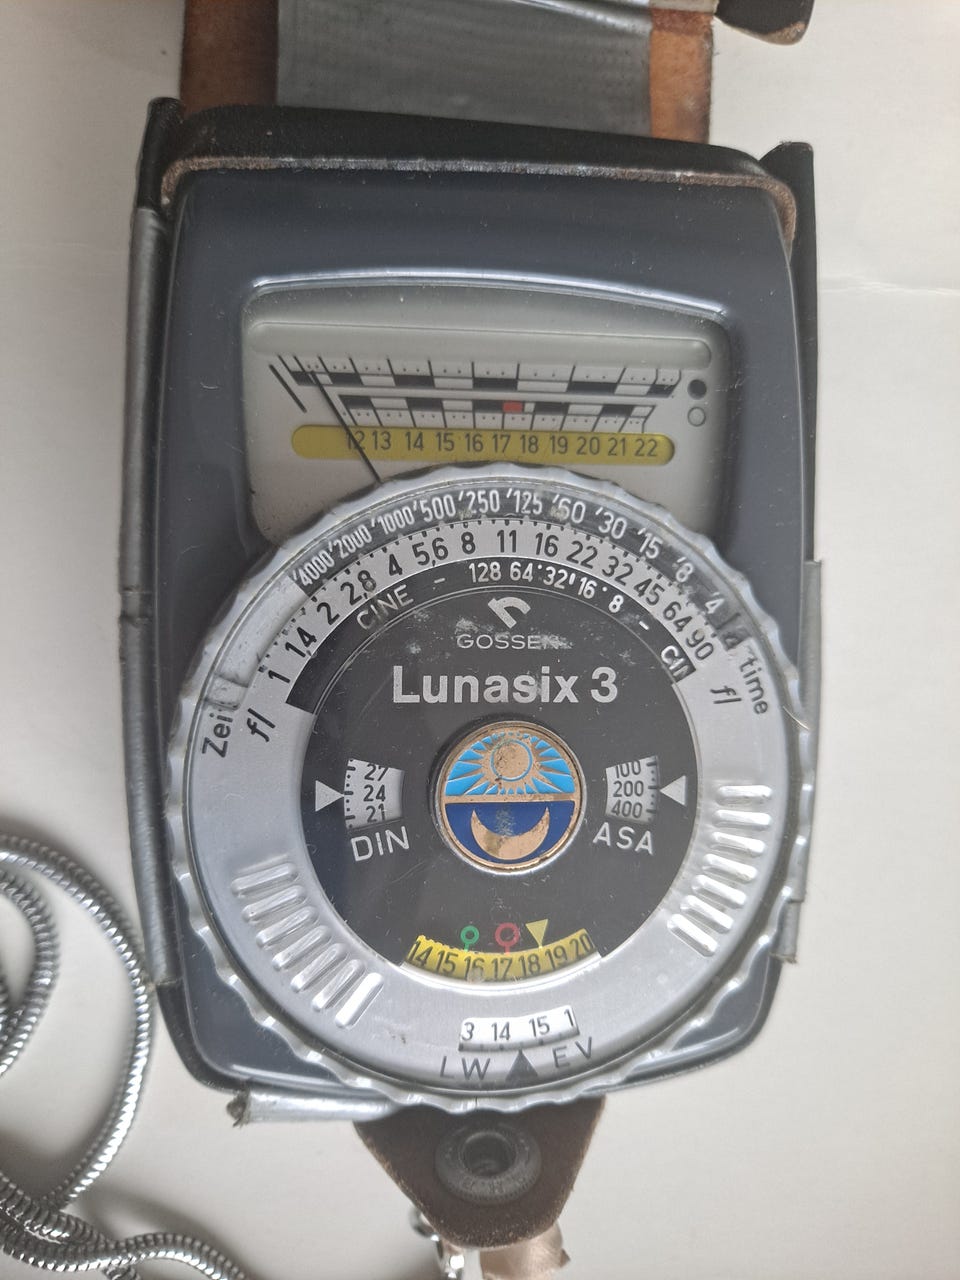 12 13 14 15 16 17 18 19 20 21 22
'4000 '2000 '1000 '500 '250 '125 '60 '30 '15 '8 '4
1 1,4 2 2,8 4 5,6 8 11 16 22 32 45 64 90
CINE - 128 64 32 16 8 - CIN
Zeit f/ f/ time
GOSSEN
Lunasix 3
27
24
21
DIN
100
200
400
ASA
14 15 16 17 18 19 20
3 14 15 1
LW EV